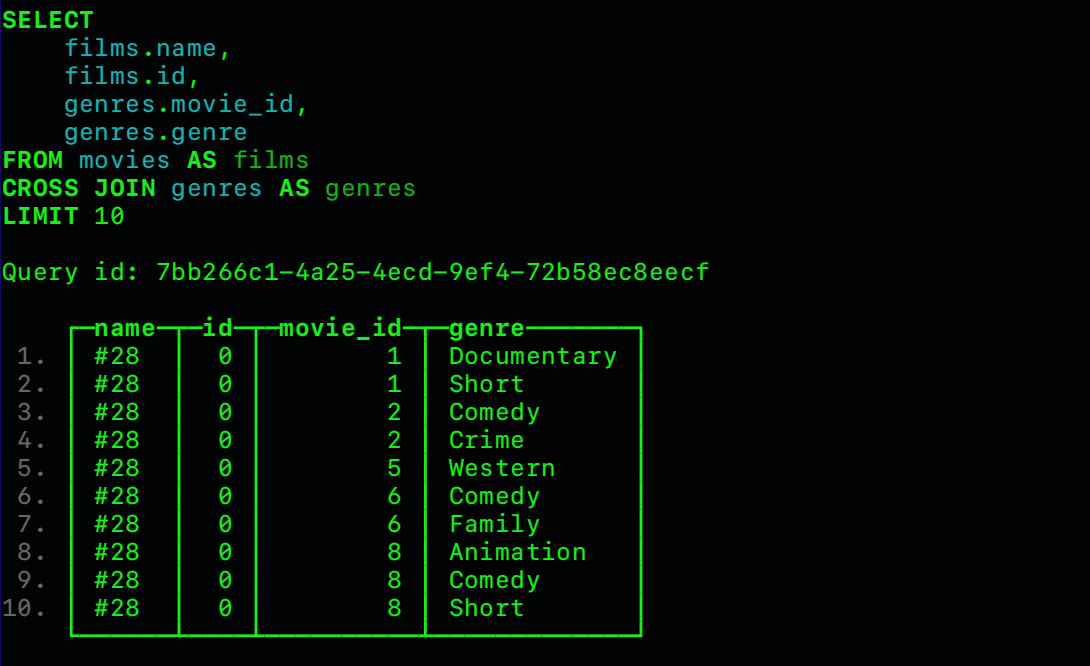 SELECT
    films.name,
    films.id,
    genres.movie_id,
    genres.genre
FROM movies AS films
CROSS JOIN genres AS genres
LIMIT 10

Query id: 7bb266c1-4a25-4ecd-9ef4-72b58ec8eecf

    ┌─name─┬─id─┬─movie_id─┬─genre───────┐
 1. │ #28  │  0 │        1 │ Documentary │
 2. │ #28  │  0 │        1 │ Short       │
 3. │ #28  │  0 │        2 │ Comedy      │
 4. │ #28  │  0 │        2 │ Crime       │
 5. │ #28  │  0 │        5 │ Western     │
 6. │ #28  │  0 │        6 │ Comedy      │
 7. │ #28  │  0 │        6 │ Family      │
 8. │ #28  │  0 │        8 │ Animation   │
 9. │ #28  │  0 │        8 │ Comedy      │
10. │ #28  │  0 │        8 │ Short       │
    └──────┴────┴──────────┴─────────────┘